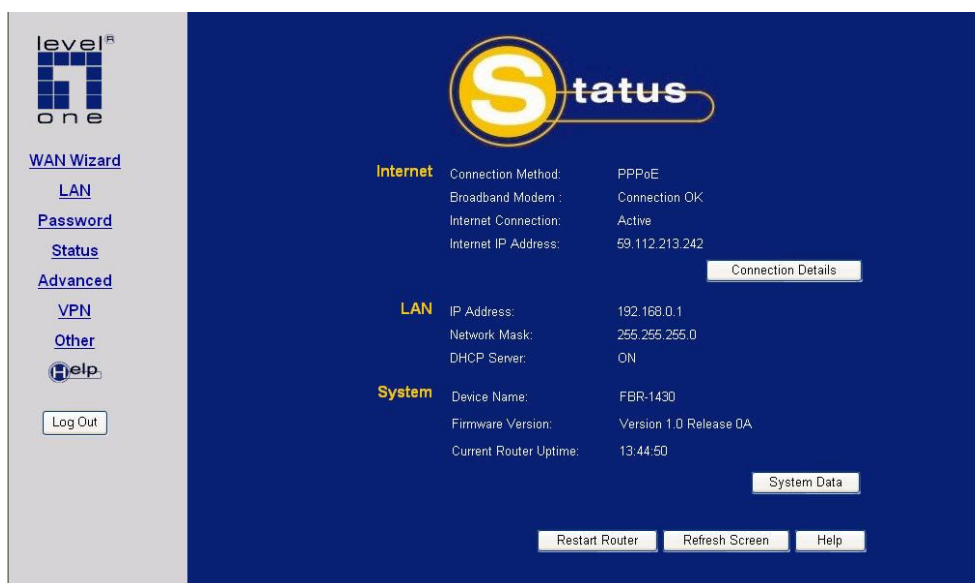 level®
one
WAN Wizard
LAN
Password
Status
Advanced
VPN
Other
Help
Log Out
Status
Internet
Connection Method: PPPoE
Broadband Modem : Connection OK
Internet Connection: Active
Internet IP Address: 59.112.213.242
Connection Details
LAN
IP Address: 192.168.0.1
Network Mask: 255.255.255.0
DHCP Server: ON
System
Device Name: FBR-1430
Firmware Version: Version 1.0 Release 0A
Current Router Uptime: 13:44:50
System Data
Restart Router Refresh Screen Help